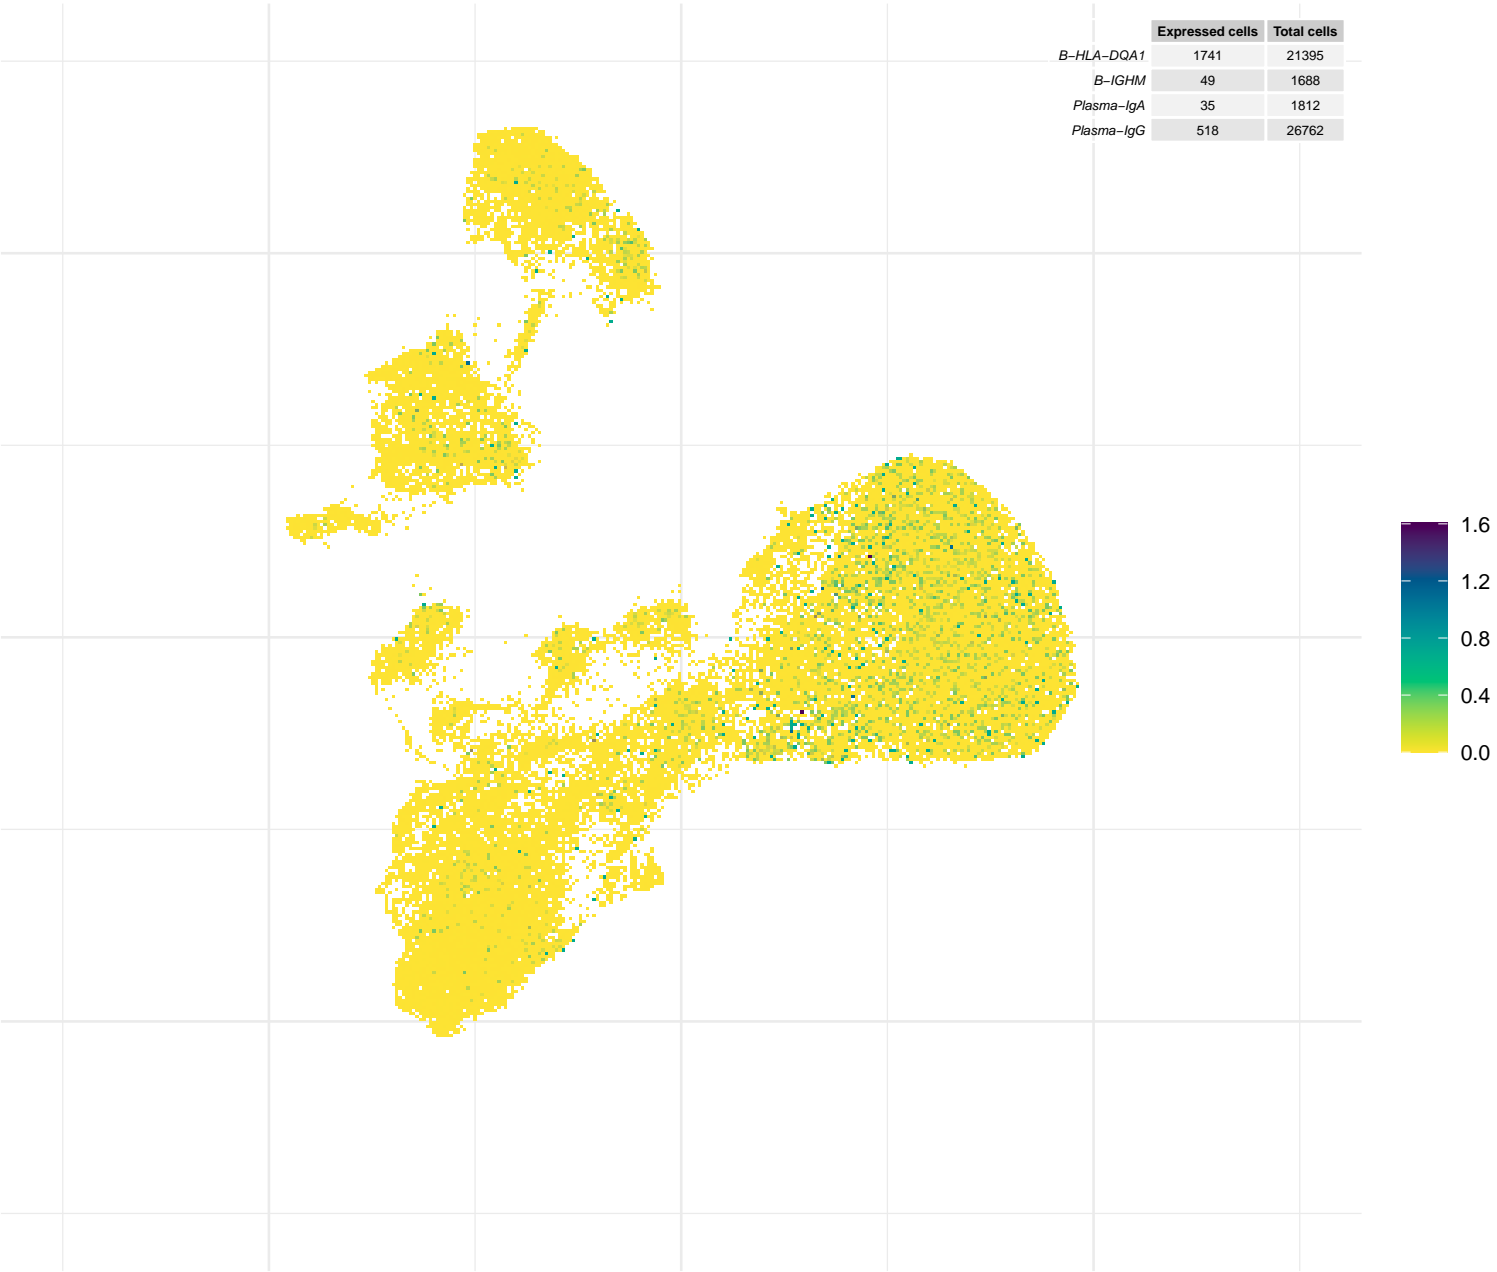 Expressed cells Total cells
B−HLA−DQA1 1741 21395
B−IGHM 49 1688
Plasma−IgA 35 1812
Plasma−IgG 518 26762
1.6
1.2
0.8
0.4
0.0